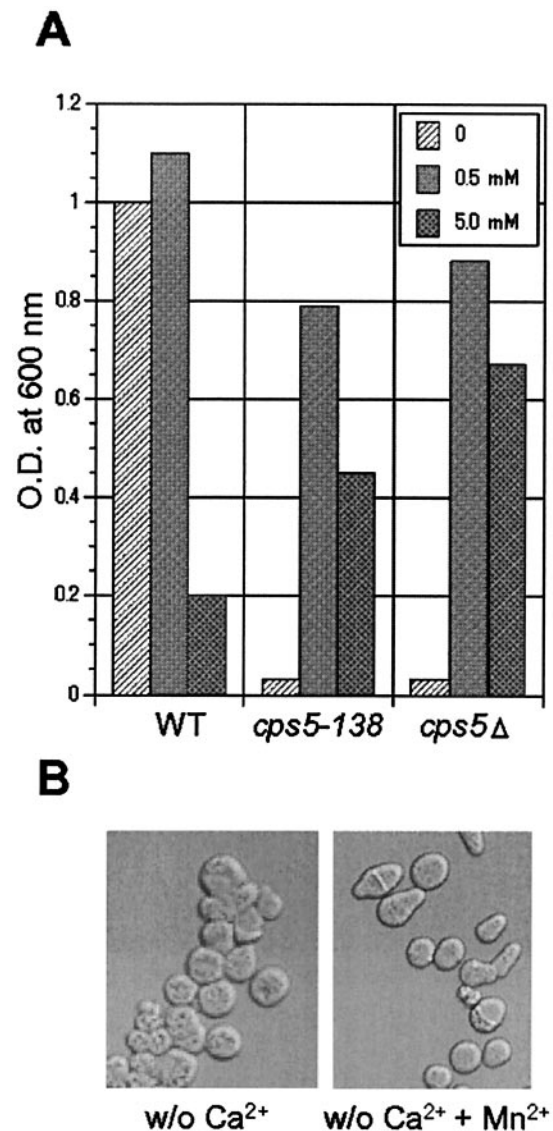 A
1.2
1
0.8
0.6
0.4
0.2
0
O.D. at 600 nm
0
0.5 mM
5.0 mM
WT
cps5-138
cps5Δ
B
w/o Ca²⁺
w/o Ca²⁺ + Mn²⁺